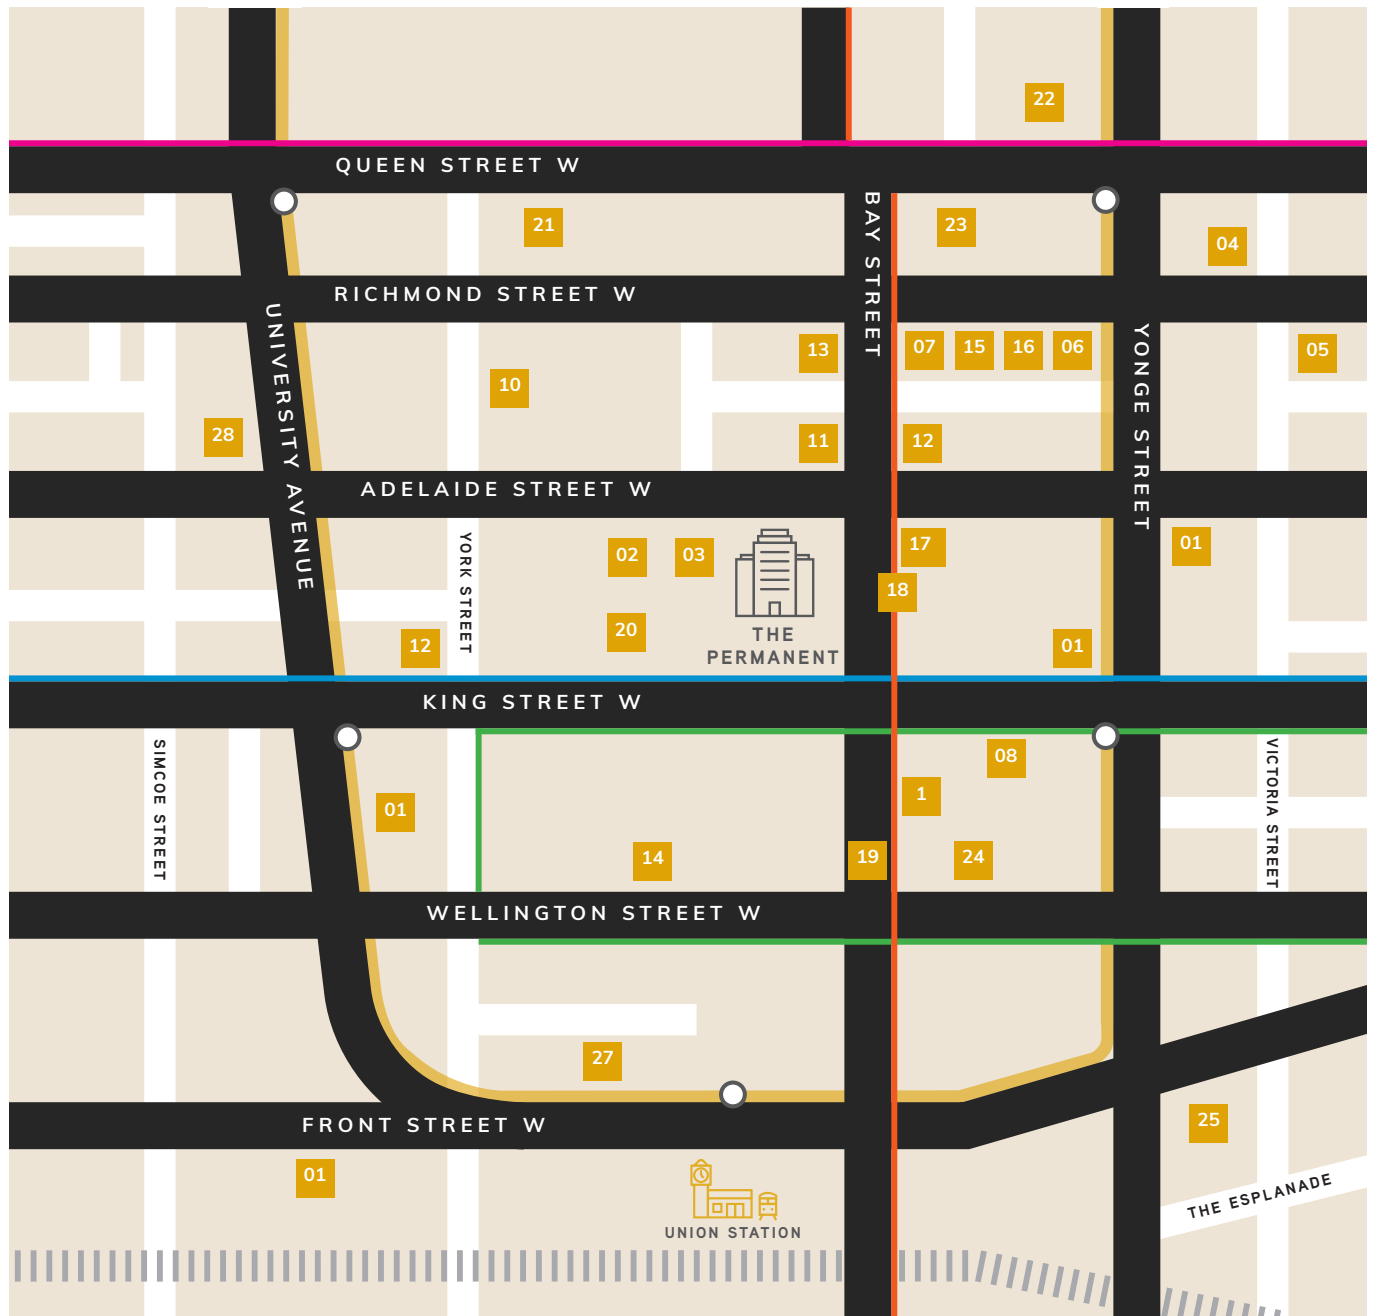 22
QUEEN STREET W
BAY STREET
21
23
04
RICHMOND STREET W
UNIVERSITY AVENUE
YONGE STREET
13
07
15
16
06
05
10
28
11
12
ADELAIDE STREET W
YORK STREET
02
03
17
01
18
20
THE
PERMANENT
12
01
KING STREET W
SIMCOE STREET
VICTORIA STREET
08
01
1
14
19
24
WELLINGTON STREET W
27
FRONT STREET W
25
01
THE ESPLANADE
UNION STATION